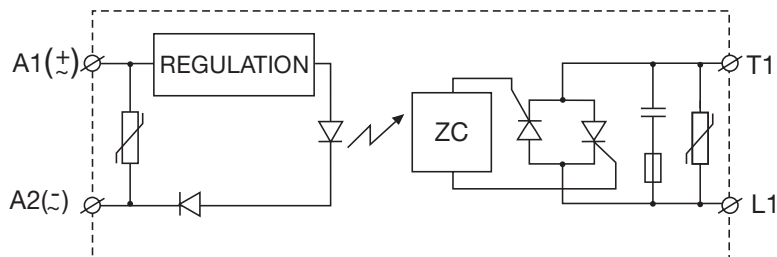 A1(±~) REGULATION T1
ZC
A2(-~) L1